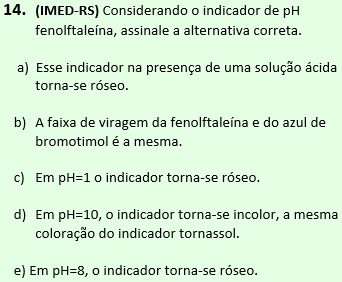 14. (IMED-RS) Considerando o indicador de pH
fenolftaleína, assinale a alternativa correta.
a) Esse indicador na presença de uma solução ácida
torna-se róseo.
b) A faixa de viragem da fenolftaleína e do azul de
bromotimol é a mesma.
c) Em pH=1 o indicador torna-se róseo.
d) Em pH=10, o indicador torna-se incolor, a mesma
coloração do indicador tornassol.
e) Em pH=8, o indicador torna-se róseo.